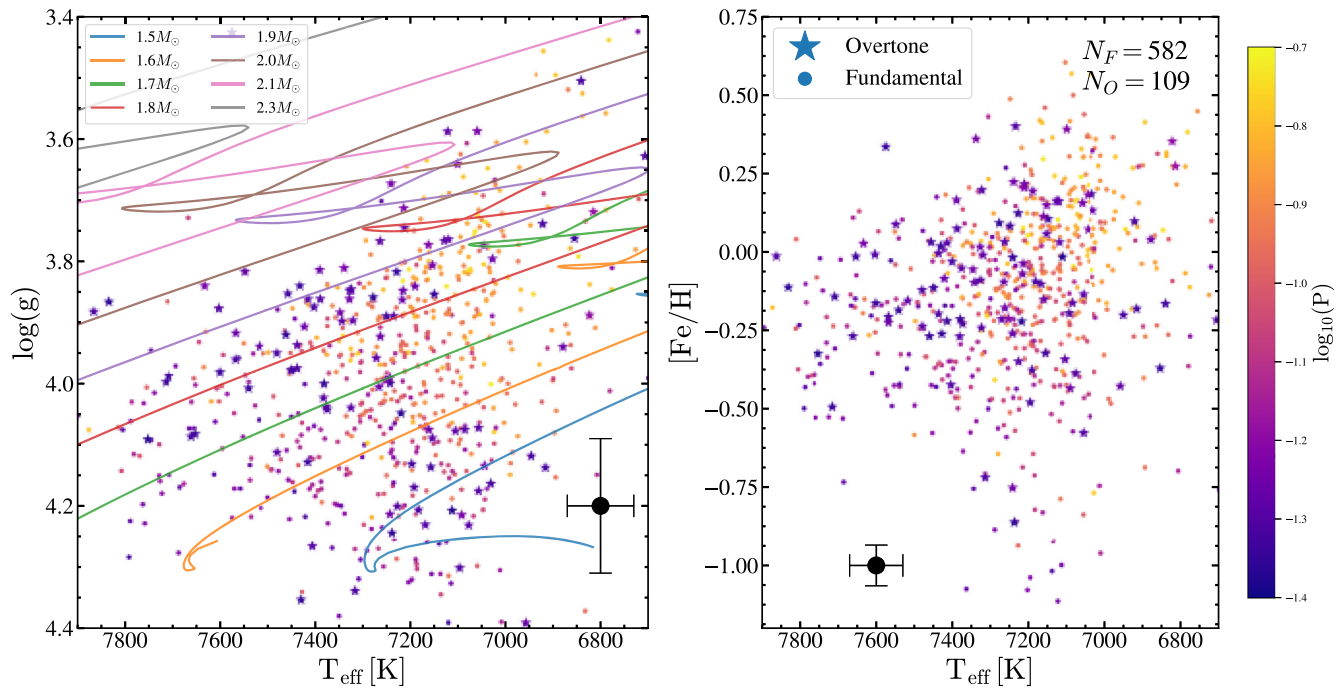 3.4
3.6
3.8
4.0
4.2
4.4
log(g)
1.5M⊙
1.6M⊙
1.7M⊙
1.8M⊙
1.9M⊙
2.0M⊙
2.1M⊙
2.3M⊙
7800 7600 7400 7200 7000 6800
T_eff [K]
0.75
0.50
0.25
0.00
−0.25
−0.50
−0.75
−1.00
[Fe/H]
Overtone
Fundamental
N_F = 582
N_O = 109
7800 7600 7400 7200 7000 6800
T_eff [K]
−0.7
−0.8
−0.9
−1.0
−1.1
−1.2
−1.3
−1.4
log₁₀(P)